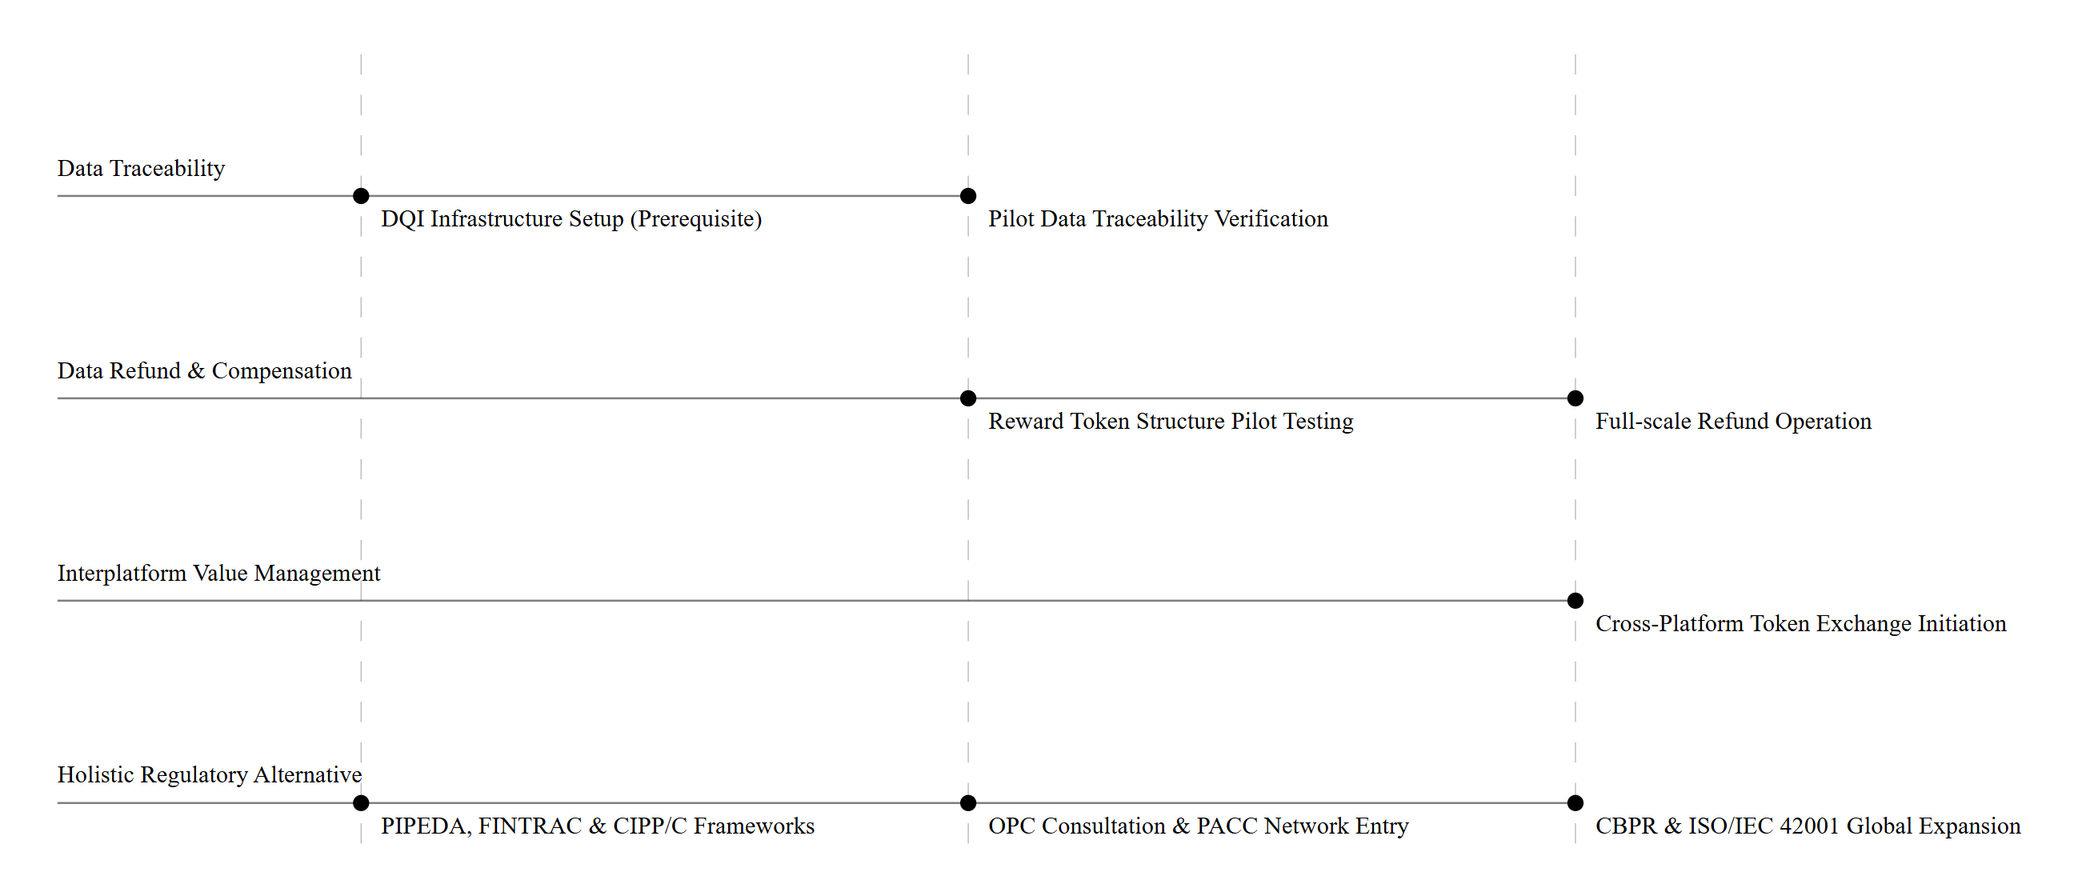 Data Traceability
DQI Infrastructure Setup (Prerequisite)
Pilot Data Traceability Verification
Data Refund & Compensation
Reward Token Structure Pilot Testing
Full-scale Refund Operation
Interplatform Value Management
Cross-Platform Token Exchange Initiation
Holistic Regulatory Alternative
PIPEDA, FINTRAC & CIPP/C Frameworks
OPC Consultation & PACC Network Entry
CBPR & ISO/IEC 42001 Global Expansion